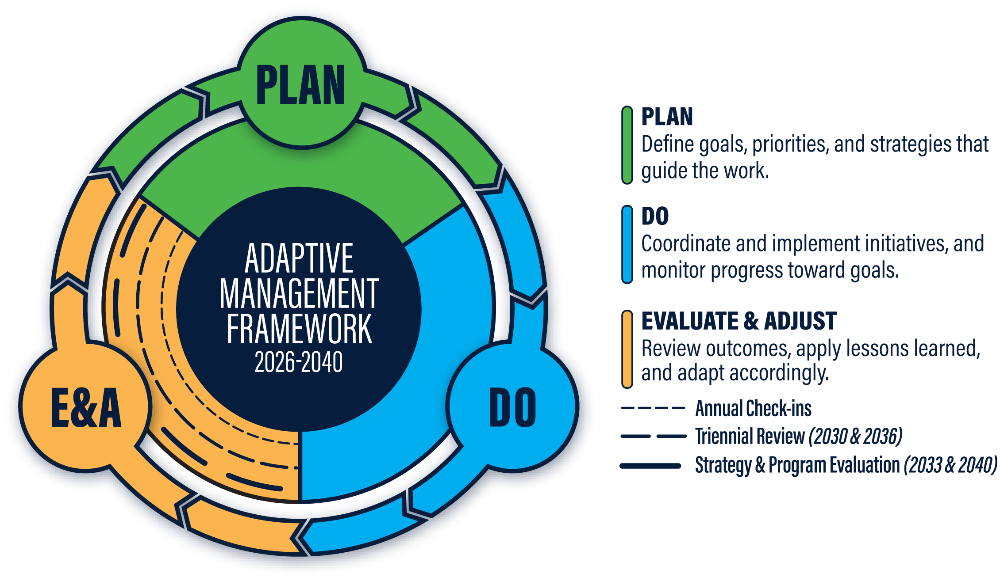 PLAN
E&A
DO
ADAPTIVE
MANAGEMENT
FRAMEWORK
2026-2040
PLAN
Define goals, priorities, and strategies that
guide the work.
DO
Coordinate and implement initiatives, and
monitor progress toward goals.
EVALUATE & ADJUST
Review outcomes, apply lessons learned,
and adapt accordingly.
Annual Check-ins
Triennial Review (2030 & 2036)
Strategy & Program Evaluation (2033 & 2040)